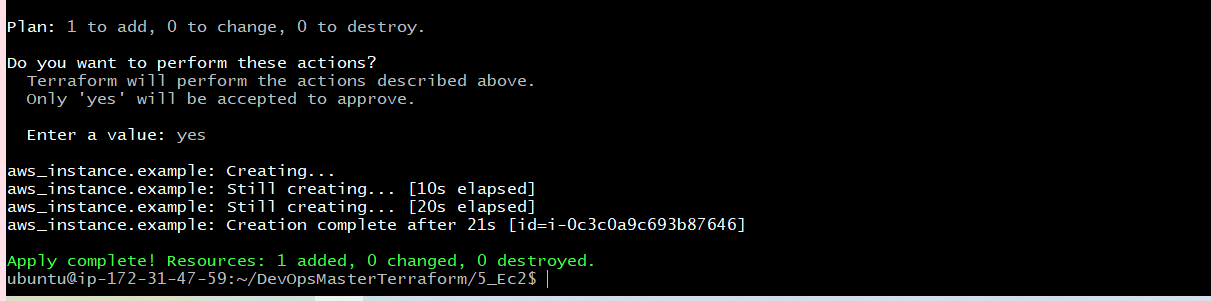 Plan: 1 to add, 0 to change, 0 to destroy.
Do you want to perform these actions?
Terraform will perform the actions described above.
Only 'yes' will be accepted to approve.
Enter a value: yes
aws_instance.example: Creating...
aws_instance.example: Still creating... [10s elapsed]
aws_instance.example: Still creating... [20s elapsed]
aws_instance.example: Creation complete after 21s [id=i-0c3c0a9c693b87646]
Apply complete! Resources: 1 added, 0 changed, 0 destroyed.
ubuntu@ip-172-31-47-59:~/DevOpsMasterTerraform/5_Ec2$